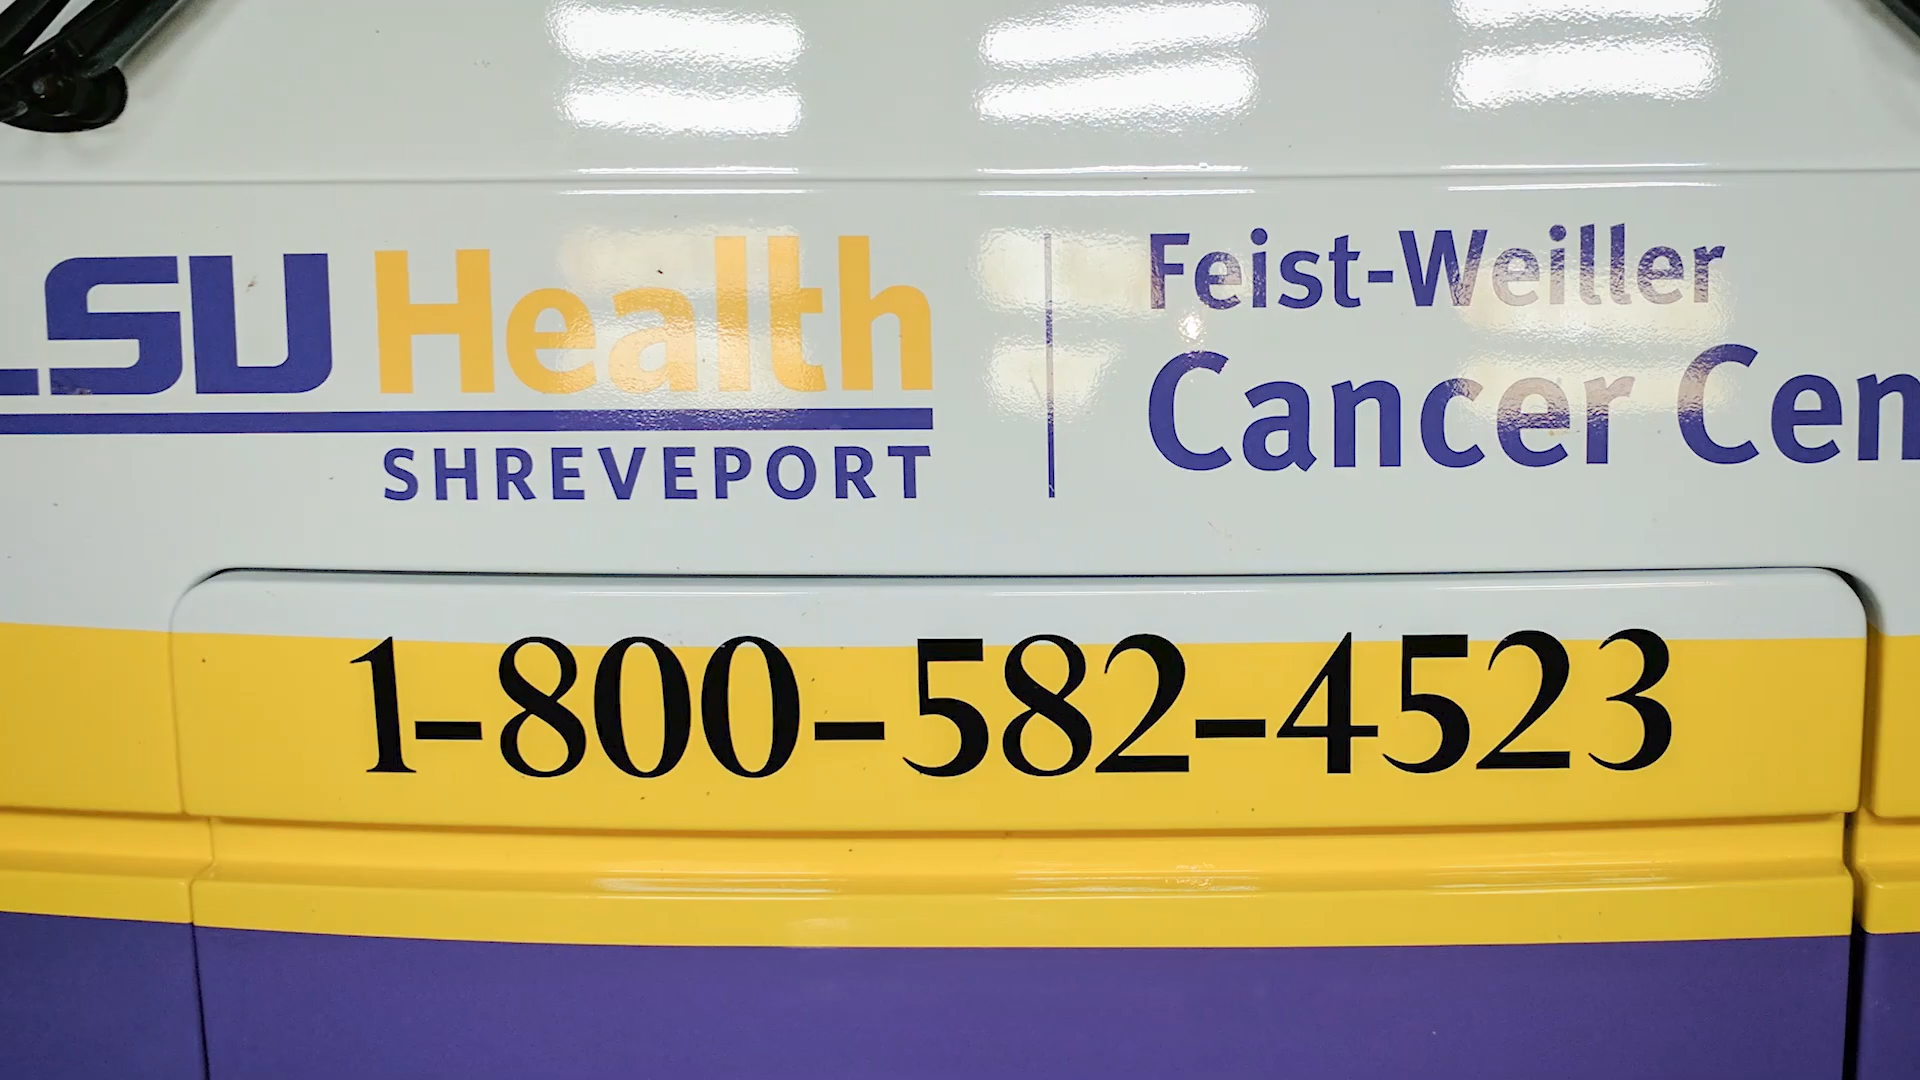 LSU Health
SHREVEPORT
Feist-Weiller
Cancer Cen
1-800-582-4523